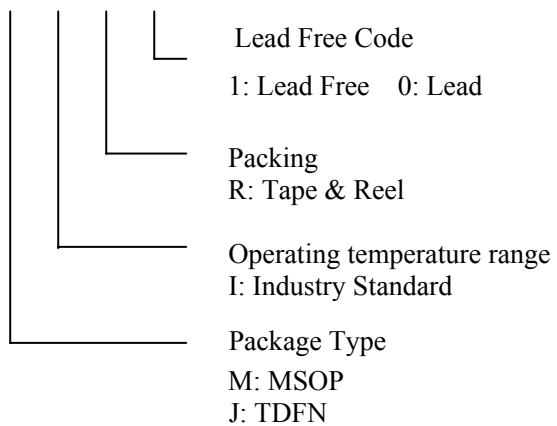 Lead Free Code
1: Lead Free 0: Lead
Packing
R: Tape & Reel
Operating temperature range
I: Industry Standard
Package Type
M: MSOP
J: TDFN